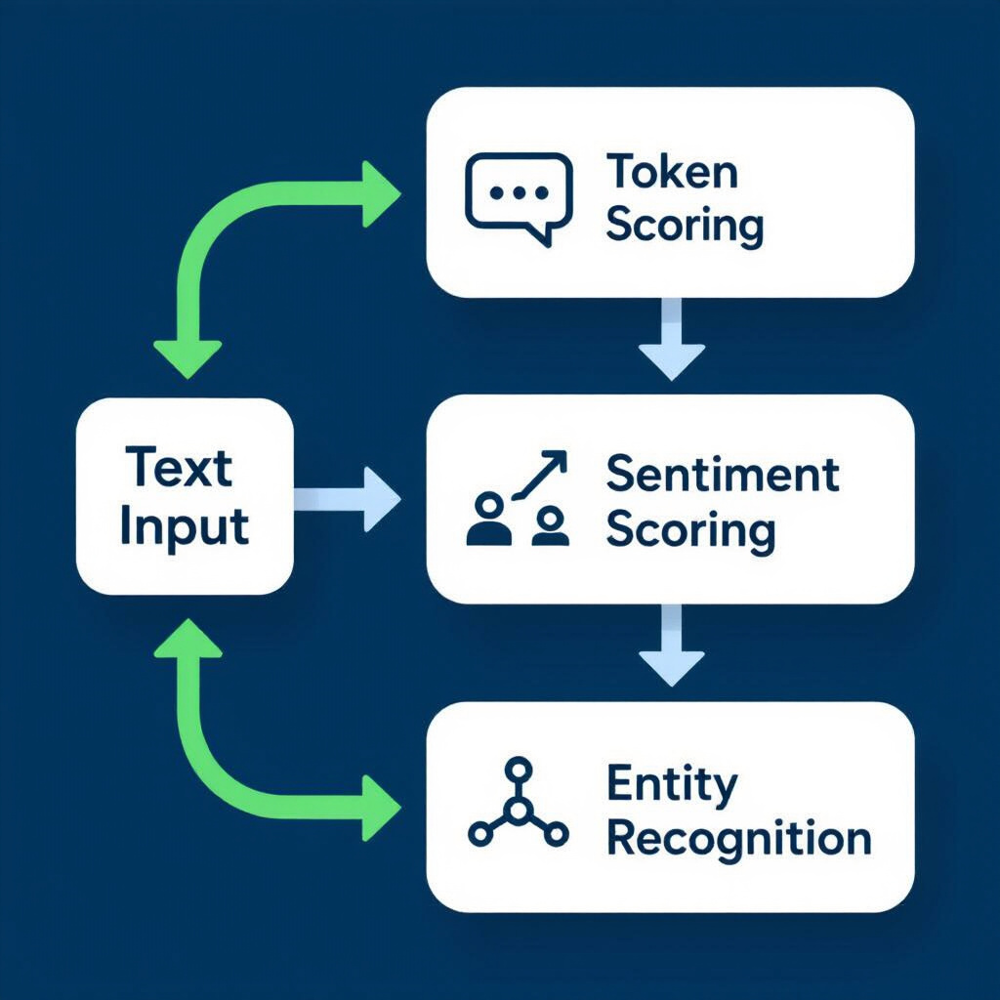 Text
Input
Token
Scoring
Sentiment
Scoring
Entity
Recognition